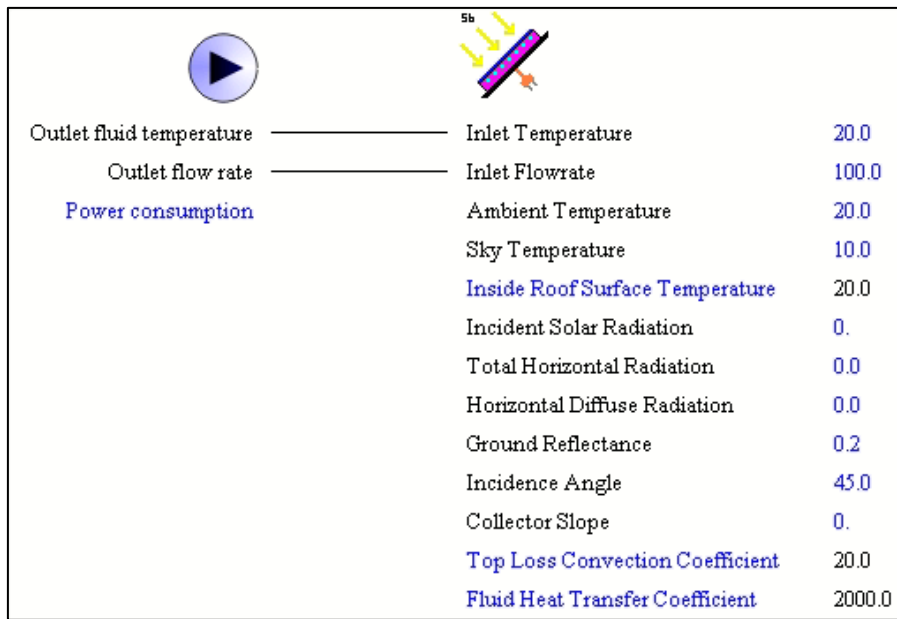 5b
Outlet fluid temperature Inlet Temperature 20.0
Outlet flow rate Inlet Flowrate 100.0
Power consumption Ambient Temperature 20.0
Sky Temperature 10.0
Inside Roof Surface Temperature 20.0
Incident Solar Radiation 0.
Total Horizontal Radiation 0.0
Horizontal Diffuse Radiation 0.0
Ground Reflectance 0.2
Incidence Angle 45.0
Collector Slope 0.
Top Loss Convection Coefficient 20.0
Fluid Heat Transfer Coefficient 2000.0